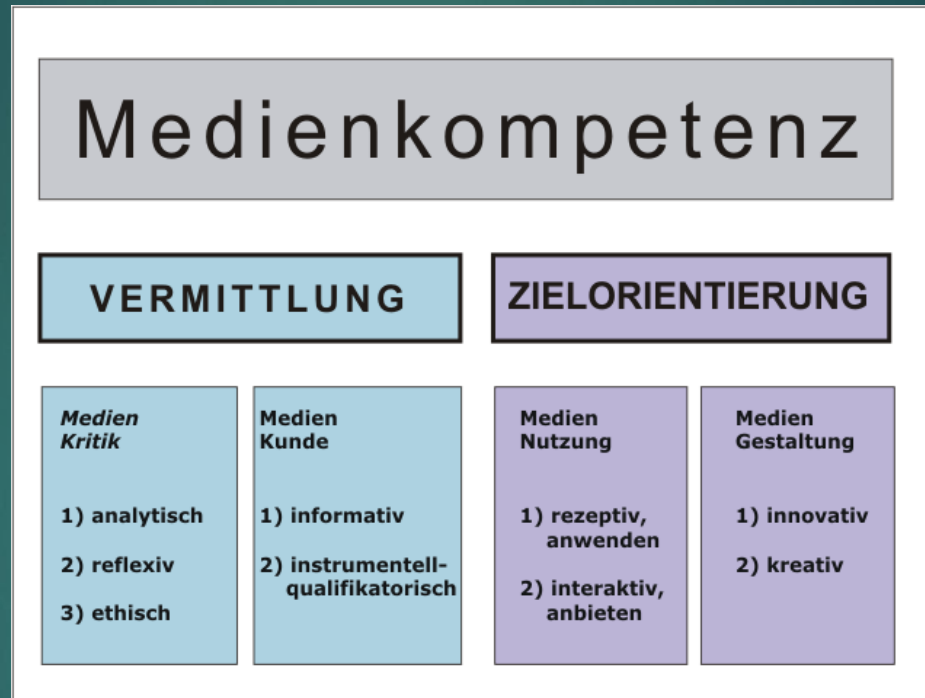 Medienkompetenz
VERMITTLUNG
ZIELORIENTIERUNG
Medien
Kritik
1) analytisch
2) reflexiv
3) ethisch
Medien
Kunde
1) informativ
2) instrumentell-
qualifikatorisch
Medien
Nutzung
1) rezeptiv,
anwenden
2) interaktiv,
anbieten
Medien
Gestaltung
1) innovativ
2) kreativ